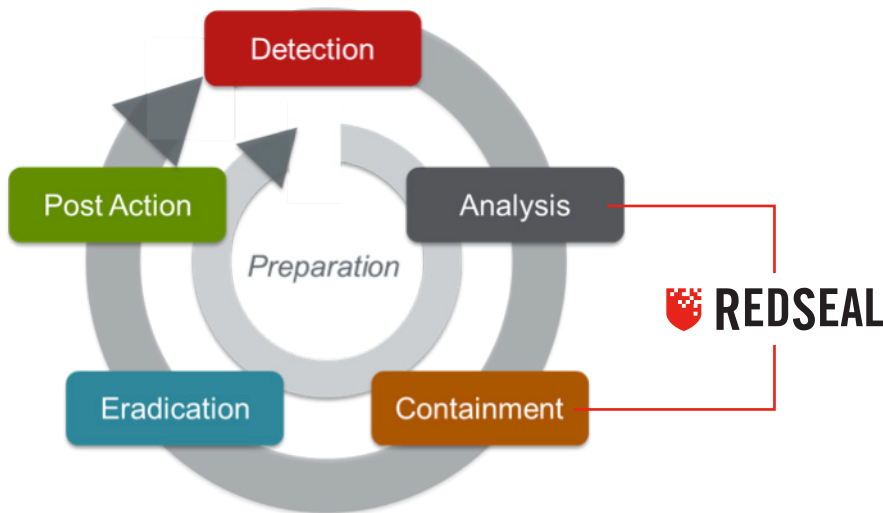 Detection
Post Action
Analysis
Preparation
REDSEAL
Eradication
Containment